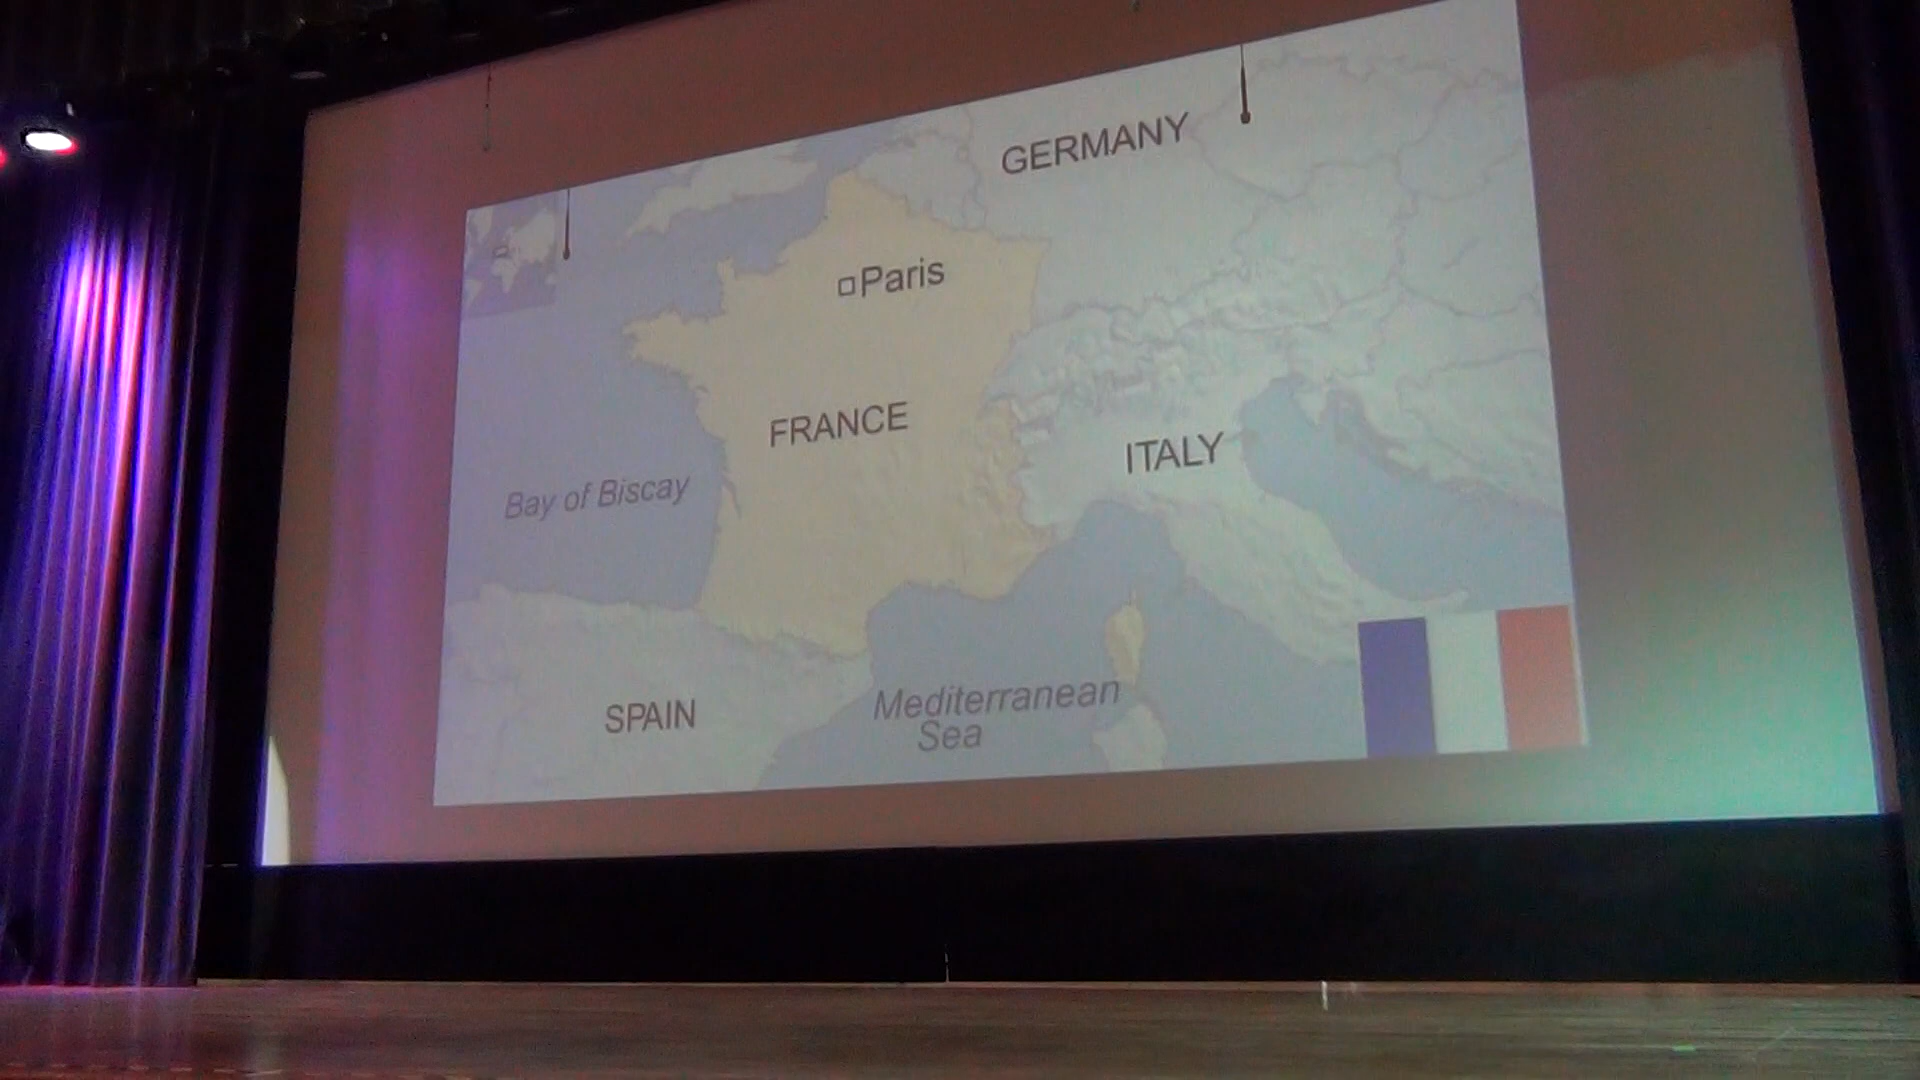 GERMANY
Paris
FRANCE
ITALY
Bay of Biscay
SPAIN
Mediterranean
Sea